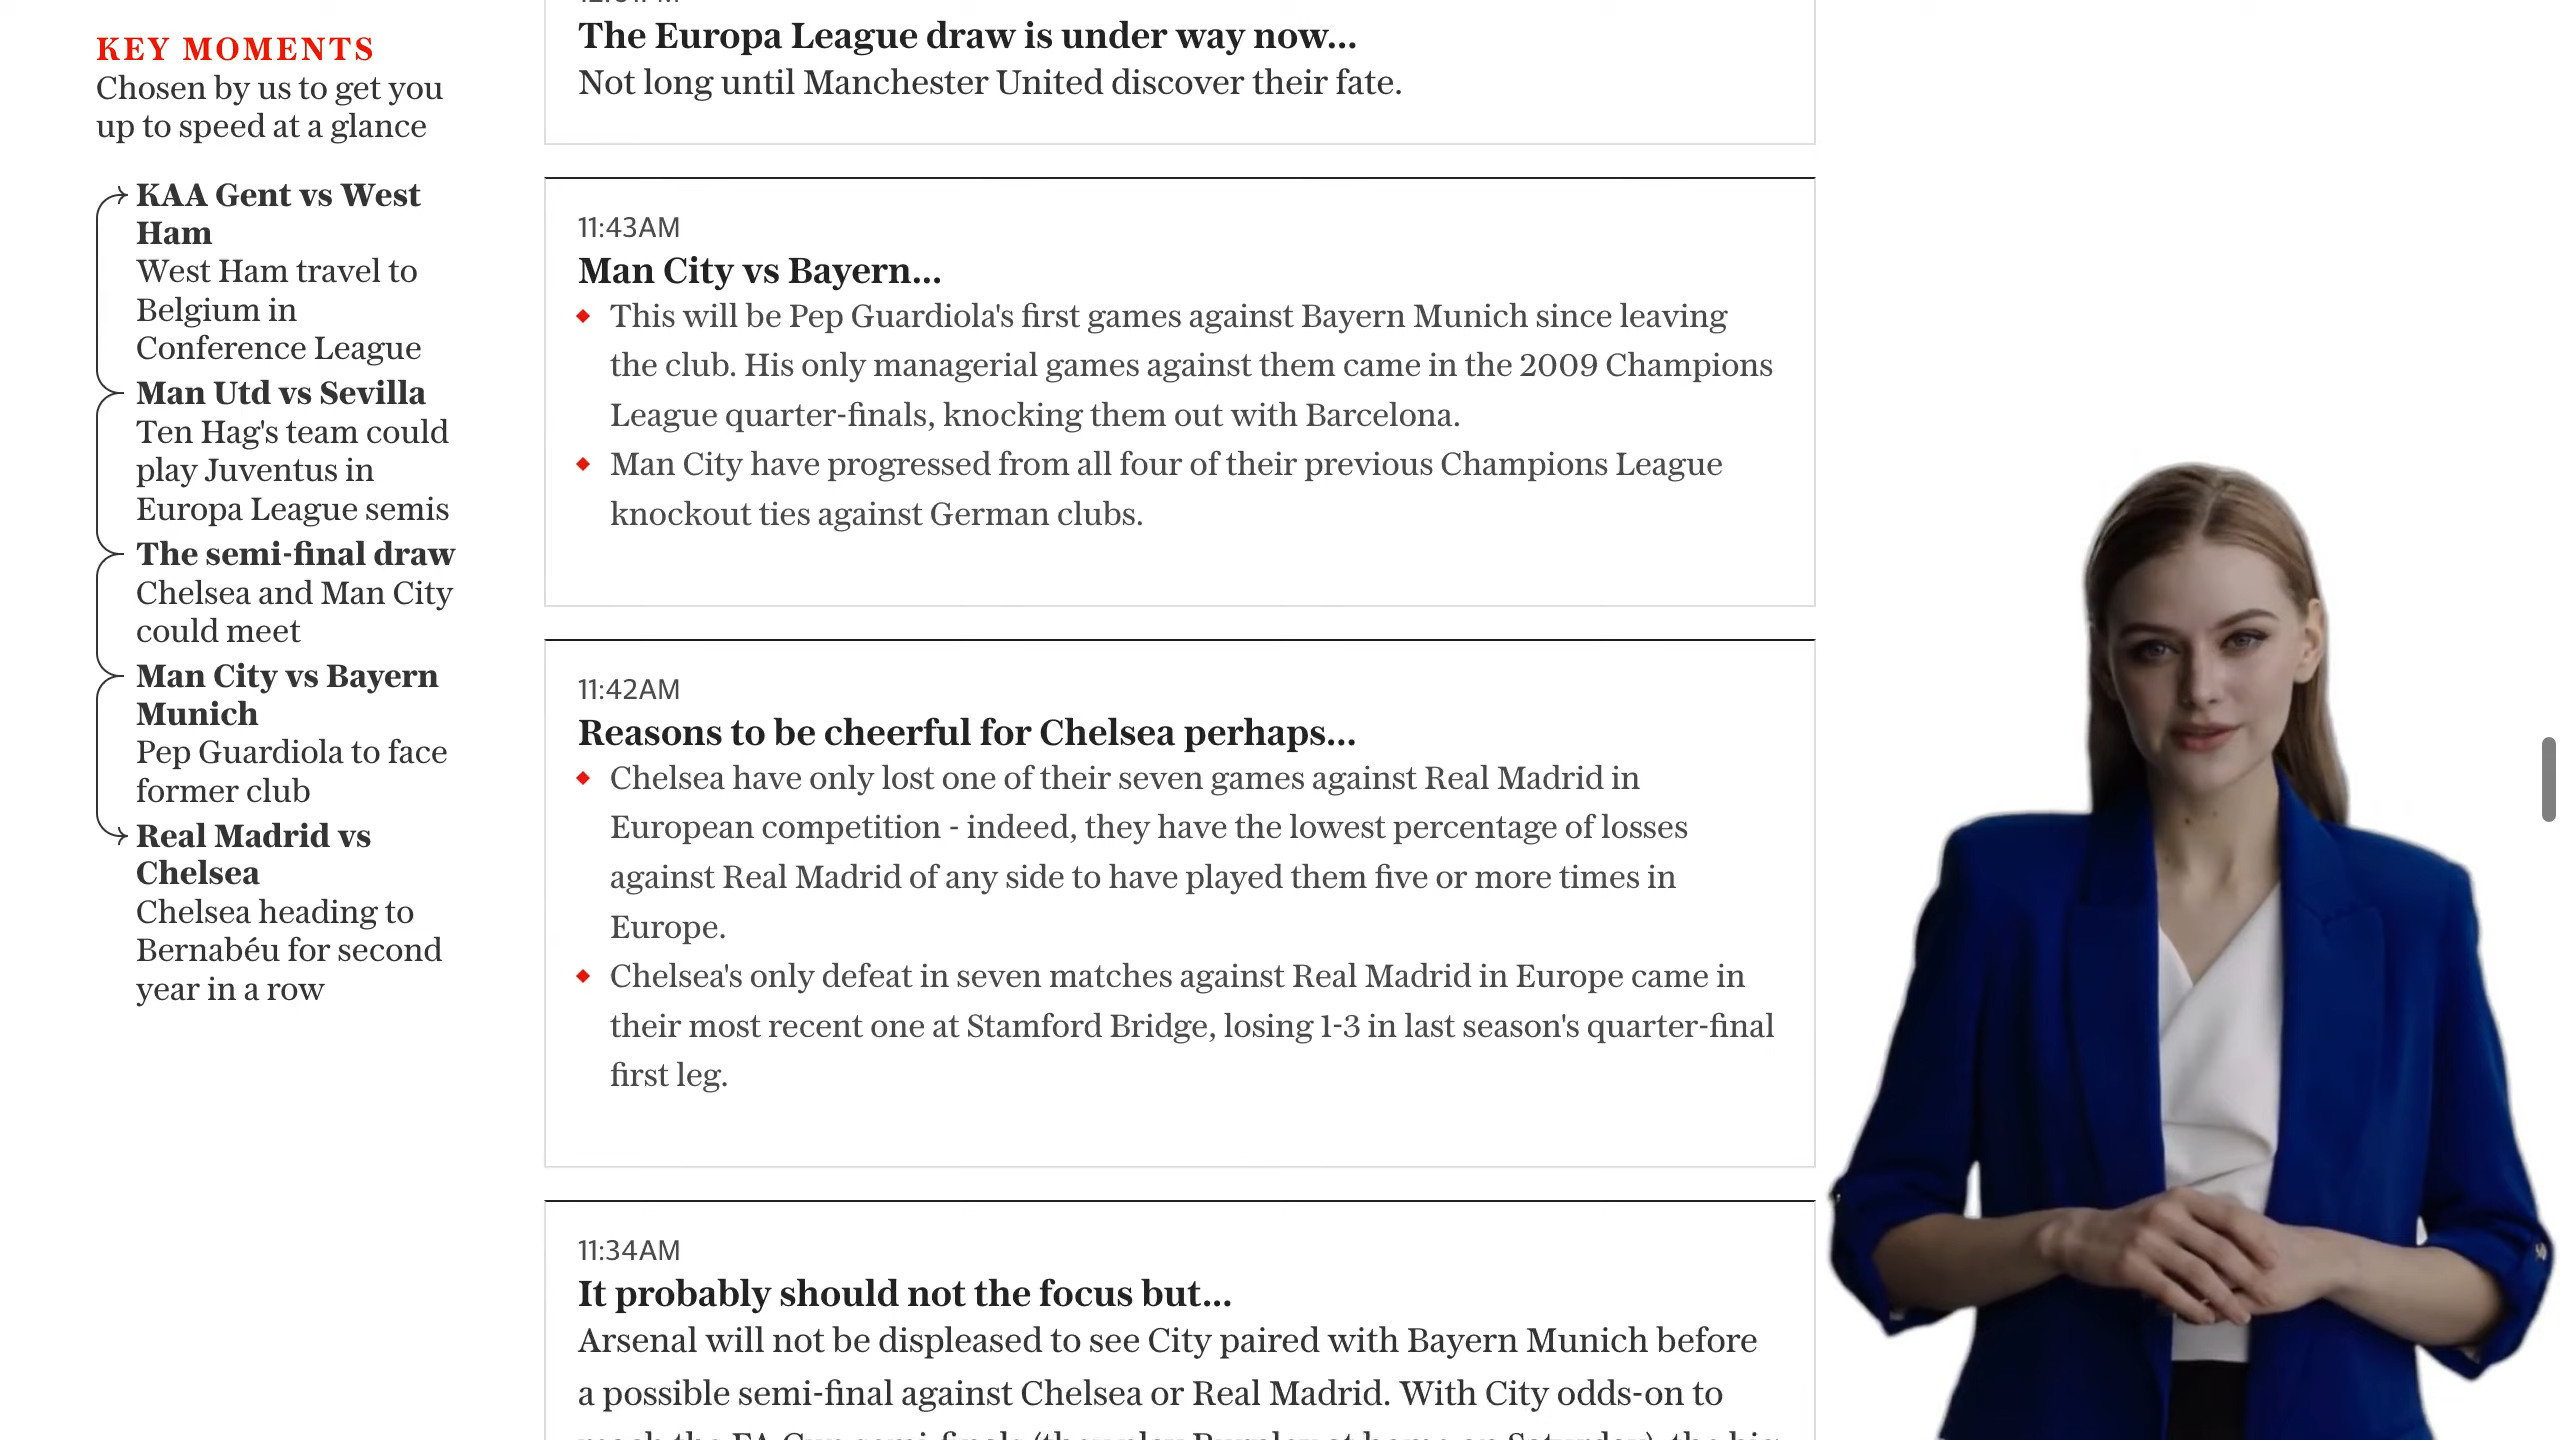 KEY MOMENTS
Chosen by us to get you
up to speed at a glance
KAA Gent vs West
Ham
West Ham travel to
Belgium in
Conference League
Man Utd vs Sevilla
Ten Hag's team could
play Juventus in
Europa League semis
The semi-final draw
Chelsea and Man City
could meet
Man City vs Bayern
Munich
Pep Guardiola to face
former club
Real Madrid vs
Chelsea
Chelsea heading to
Bernabéu for second
year in a row
The Europa League draw is under way now...
Not long until Manchester United discover their fate.
11:43AM
Man City vs Bayern...
This will be Pep Guardiola's first games against Bayern Munich since leaving
the club. His only managerial games against them came in the 2009 Champions
League quarter-finals, knocking them out with Barcelona.
Man City have progressed from all four of their previous Champions League
knockout ties against German clubs.
11:42AM
Reasons to be cheerful for Chelsea perhaps...
Chelsea have only lost one of their seven games against Real Madrid in
European competition - indeed, they have the lowest percentage of losses
against Real Madrid of any side to have played them five or more times in
Europe.
Chelsea's only defeat in seven matches against Real Madrid in Europe came in
their most recent one at Stamford Bridge, losing 1-3 in last season's quarter-final
first leg.
11:34AM
It probably should not the focus but...
Arsenal will not be displeased to see City paired with Bayern Munich before
a possible semi-final against Chelsea or Real Madrid. With City odds-on to